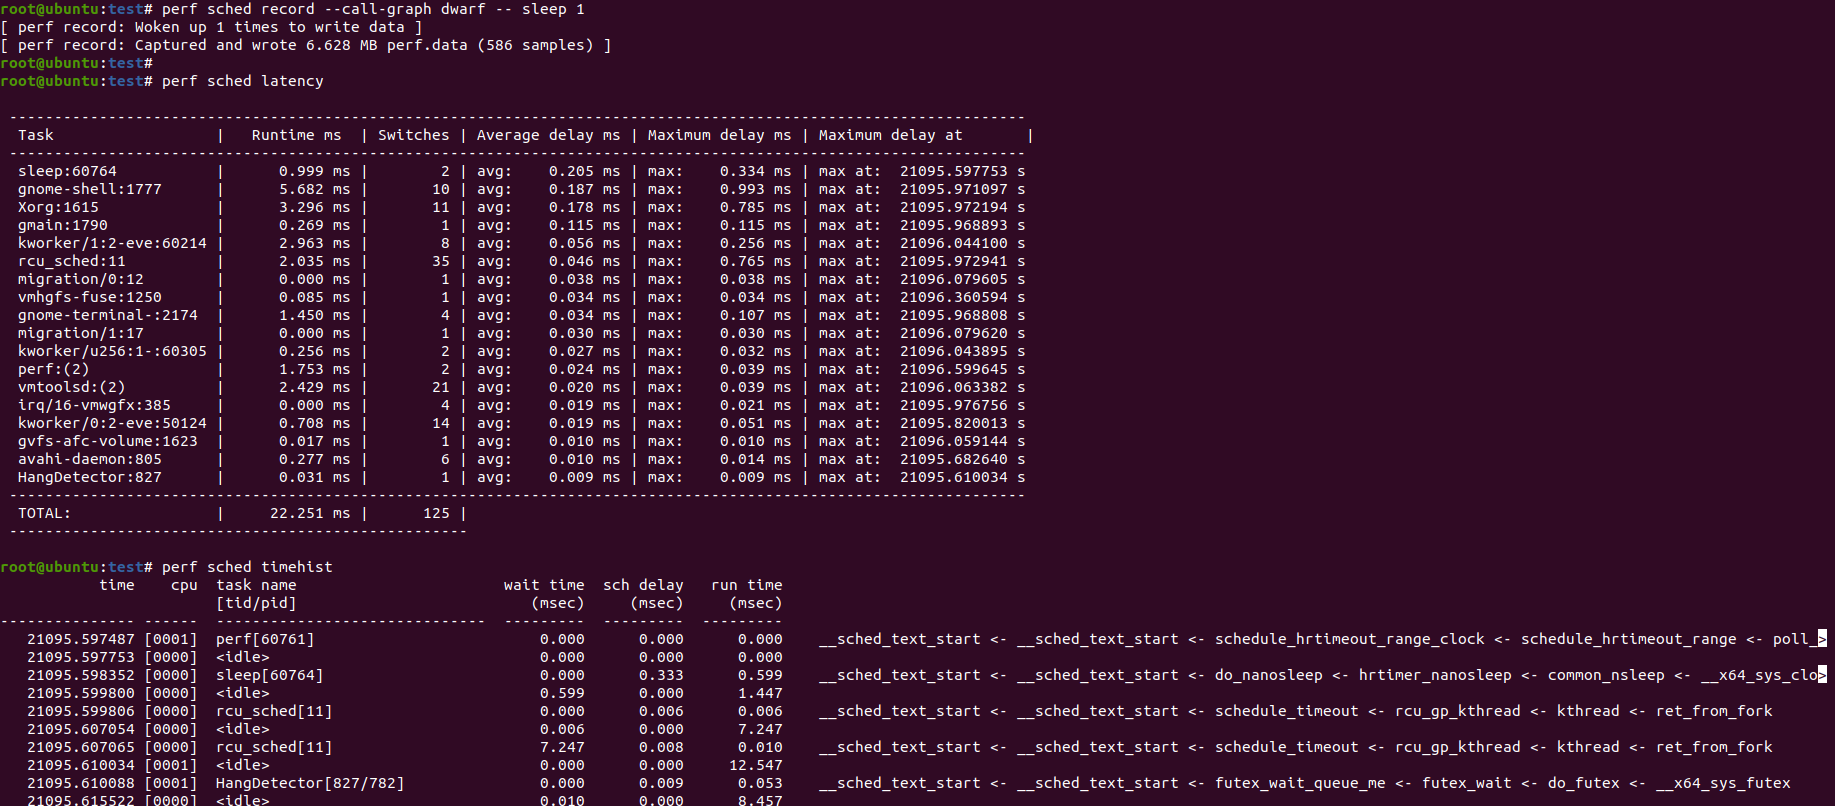 root@ubuntu:test# perf sched record --call-graph dwarf -- sleep 1
[ perf record: Woken up 1 times to write data ]
[ perf record: Captured and wrote 6.628 MB perf.data (586 samples) ]
root@ubuntu:test#
root@ubuntu:test# perf sched latency
-----------------------------------------------------------------------------------------------------------------
Task                  |   Runtime ms  | Switches | Average delay ms | Maximum delay ms | Maximum delay at       |
-----------------------------------------------------------------------------------------------------------------
sleep:60764           |      0.999 ms |        2 | avg:    0.205 ms | max:    0.334 ms | max at:  21095.597753 s
gnome-shell:1777      |      5.682 ms |       10 | avg:    0.187 ms | max:    0.993 ms | max at:  21095.971097 s
Xorg:1615             |      3.296 ms |       11 | avg:    0.178 ms | max:    0.785 ms | max at:  21095.972194 s
gmain:1790            |      0.269 ms |        1 | avg:    0.115 ms | max:    0.115 ms | max at:  21095.968893 s
kworker/1:2-eve:60214 |      2.963 ms |        8 | avg:    0.056 ms | max:    0.256 ms | max at:  21096.044100 s
rcu_sched:11          |      2.035 ms |       35 | avg:    0.046 ms | max:    0.765 ms | max at:  21095.972941 s
migration/0:12        |      0.000 ms |        1 | avg:    0.038 ms | max:    0.038 ms | max at:  21096.079605 s
vmhgfs-fuse:1250      |      0.085 ms |        1 | avg:    0.034 ms | max:    0.034 ms | max at:  21096.360594 s
gnome-terminal-:2174  |      1.450 ms |        4 | avg:    0.034 ms | max:    0.107 ms | max at:  21095.968808 s
migration/1:17        |      0.000 ms |        1 | avg:    0.030 ms | max:    0.030 ms | max at:  21096.079620 s
kworker/u256:1-:60305 |      0.256 ms |        2 | avg:    0.027 ms | max:    0.032 ms | max at:  21096.043895 s
perf:(2)              |      1.753 ms |        2 | avg:    0.024 ms | max:    0.039 ms | max at:  21096.599645 s
vmtoolsd:(2)          |      2.429 ms |       21 | avg:    0.020 ms | max:    0.039 ms | max at:  21096.063382 s
irq/16-vmwgfx:385     |      0.000 ms |        4 | avg:    0.019 ms | max:    0.021 ms | max at:  21095.976756 s
kworker/0:2-eve:50124 |      0.708 ms |       14 | avg:    0.019 ms | max:    0.051 ms | max at:  21095.820013 s
gvfs-afc-volume:1623  |      0.017 ms |        1 | avg:    0.010 ms | max:    0.010 ms | max at:  21096.059144 s
avahi-daemon:805      |      0.277 ms |        6 | avg:    0.010 ms | max:    0.014 ms | max at:  21095.682640 s
HangDetector:827      |      0.031 ms |        1 | avg:    0.009 ms | max:    0.009 ms | max at:  21095.610034 s
-----------------------------------------------------------------------------------------------------------------
TOTAL:                |     22.251 ms |      125 |
---------------------------------------------------
root@ubuntu:test# perf sched timehist
time    cpu  task name                       wait time  sch delay   run time
[tid/pid]                          (msec)     (msec)     (msec)
--------------- ------  ------------------------------  ---------  ---------  ---------
21095.597487 [0001]  perf[60761]                         0.000      0.000      0.000    __sched_text_start <- __sched_text_start <- schedule_hrtimeout_range_clock <- schedule_hrtimeout_range <- poll_>
21095.597753 [0000]  <idle>                              0.000      0.000      0.000
21095.598352 [0000]  sleep[60764]                        0.000      0.333      0.599    __sched_text_start <- __sched_text_start <- do_nanosleep <- hrtimer_nanosleep <- common_nsleep <- __x64_sys_clo>
21095.599800 [0000]  <idle>                              0.599      0.000      1.447
21095.599806 [0000]  rcu_sched[11]                       0.000      0.006      0.006    __sched_text_start <- __sched_text_start <- schedule_timeout <- rcu_gp_kthread <- kthread <- ret_from_fork
21095.607054 [0000]  <idle>                              0.006      0.000      7.247
21095.607065 [0000]  rcu_sched[11]                       7.247      0.008      0.010    __sched_text_start <- __sched_text_start <- schedule_timeout <- rcu_gp_kthread <- kthread <- ret_from_fork
21095.610034 [0001]  <idle>                              0.000      0.000     12.547
21095.610088 [0001]  HangDetector[827/782]               0.000      0.009      0.053    __sched_text_start <- __sched_text_start <- futex_wait_queue_me <- futex_wait <- do_futex <- __x64_sys_futex
21095.615522 [0000]  <idle>                              0.010      0.000      8.457